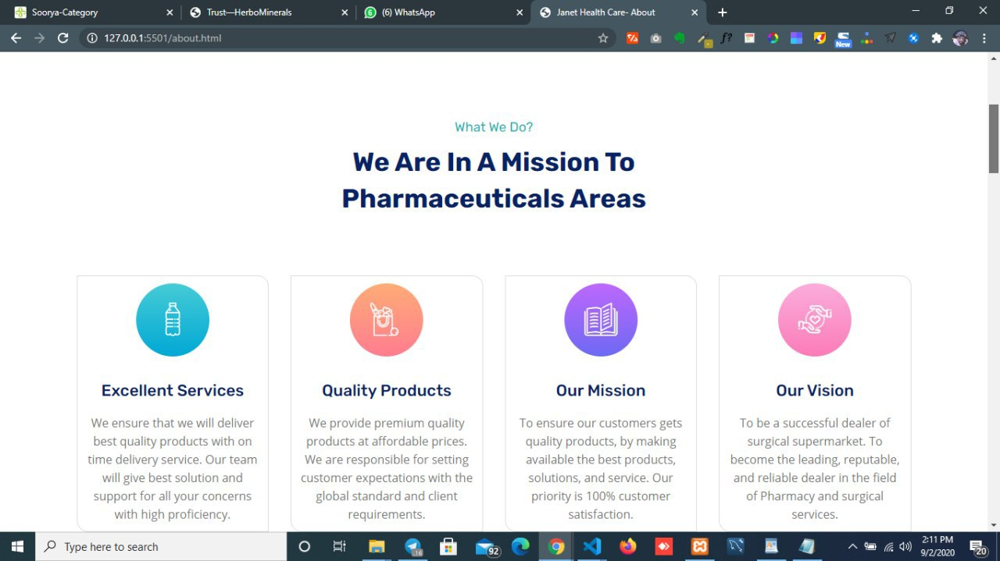 Soorya-Category
Trust—HerboMinerals
(6) WhatsApp
Janet Health Care- About
127.0.0.1:5501/about.html
f?
New
What We Do?
We Are In A Mission To
Pharmaceuticals Areas
Excellent Services
We ensure that we will deliver
best quality products with on
time delivery service. Our team
will give best solution and
support for all your concerns
with high proficiency.
Quality Products
We provide premium quality
products at affordable prices.
We are responsible for setting
customer expectations with the
global standard and client
requirements.
Our Mission
To ensure our customers gets
quality products, by making
available the best products,
solutions, and service. Our
priority is 100% customer
satisfaction.
Our Vision
To be a successful dealer of
surgical supermarket. To
become the leading, reputable,
and reliable dealer in the field
of Pharmacy and surgical
services.
Type here to search
..16
92
2:11 PM
9/2/2020
20